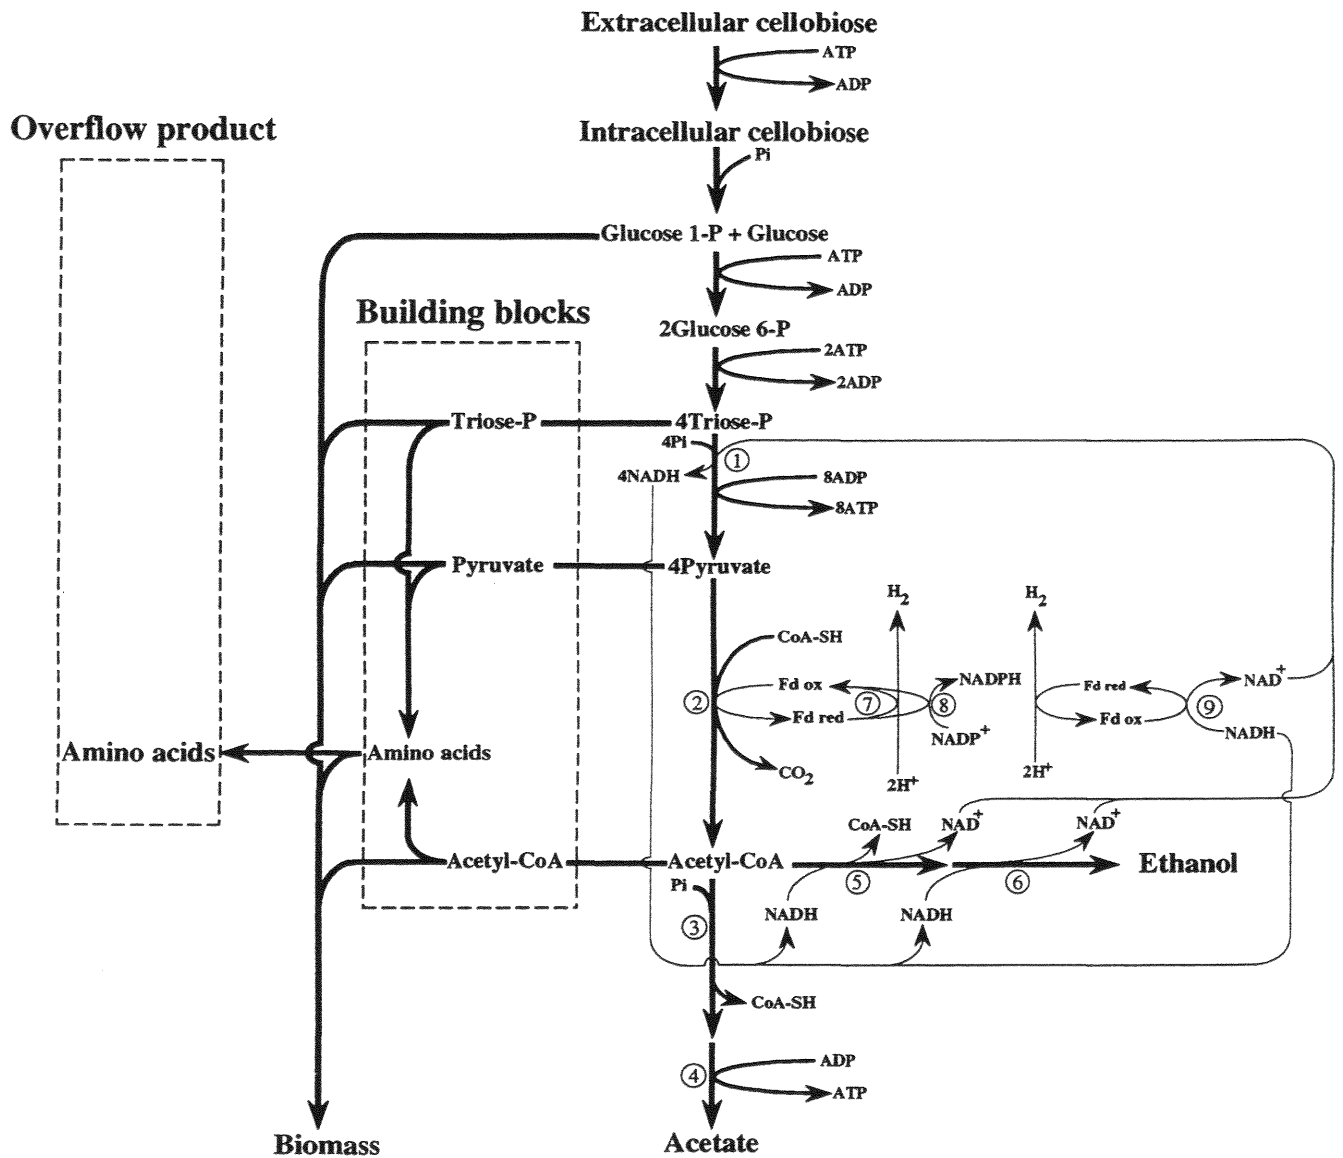 Extracellular cellobiose
ATP
ADP
Overflow product
Intracellular cellobiose
Pi
Glucose 1-P + Glucose
ATP
ADP
Building blocks
2Glucose 6-P
2ATP
2ADP
Triose-P
4Triose-P
4Pi
1
4NADH
8ADP
8ATP
Pyruvate
4Pyruvate
H2
H2
CoA-SH
Fd ox
NADPH
Fd red
NAD+
2
7
8
9
Fd red
Fd ox
NADP+
NADH
Amino acids
Amino acids
CO2
2H+
2H+
CoA-SH
NAD+
NAD+
Acetyl-CoA
Acetyl-CoA
Ethanol
5
6
Pi
NADH
NADH
3
CoA-SH
ADP
4
ATP
Biomass
Acetate